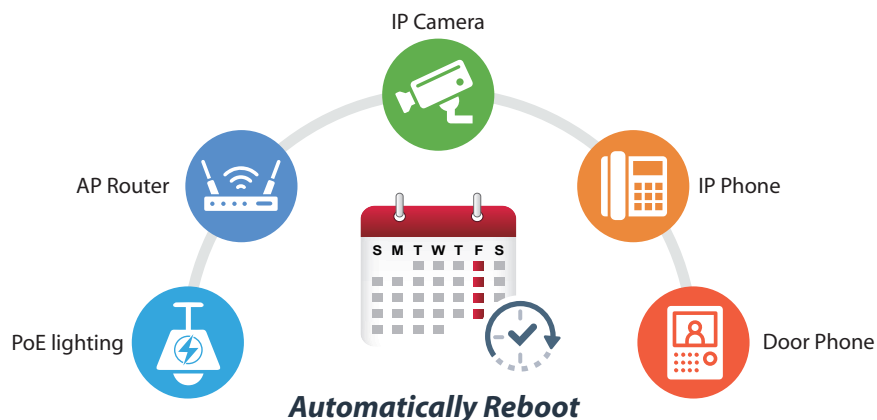 IP Camera
AP Router
IP Phone
S M T W T F S
PoE lighting
Door Phone
Automatically Reboot